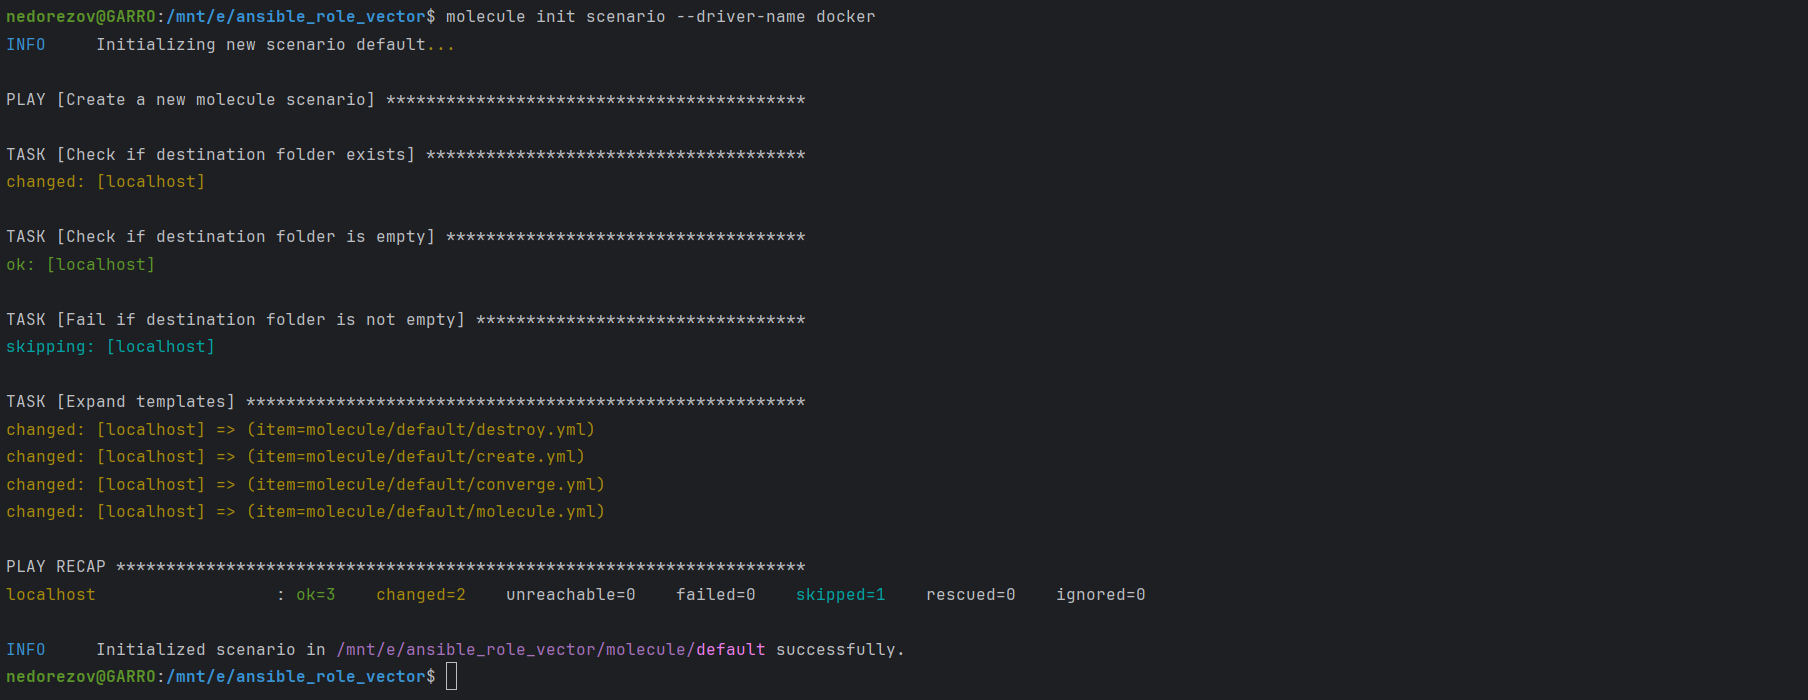 nedorezov@GARRO:/mnt/e/ansible_role_vector$ molecule init scenario --driver-name docker
INFO     Initializing new scenario default...
PLAY [Create a new molecule scenario] ******************************************
TASK [Check if destination folder exists] **************************************
changed: [localhost]
TASK [Check if destination folder is empty] ************************************
ok: [localhost]
TASK [Fail if destination folder is not empty] *********************************
skipping: [localhost]
TASK [Expand templates] ********************************************************
changed: [localhost] => (item=molecule/default/destroy.yml)
changed: [localhost] => (item=molecule/default/create.yml)
changed: [localhost] => (item=molecule/default/converge.yml)
changed: [localhost] => (item=molecule/default/molecule.yml)
PLAY RECAP *********************************************************************
localhost                  : ok=3    changed=2    unreachable=0    failed=0    skipped=1    rescued=0    ignored=0
INFO     Initialized scenario in /mnt/e/ansible_role_vector/molecule/default successfully.
nedorezov@GARRO:/mnt/e/ansible_role_vector$